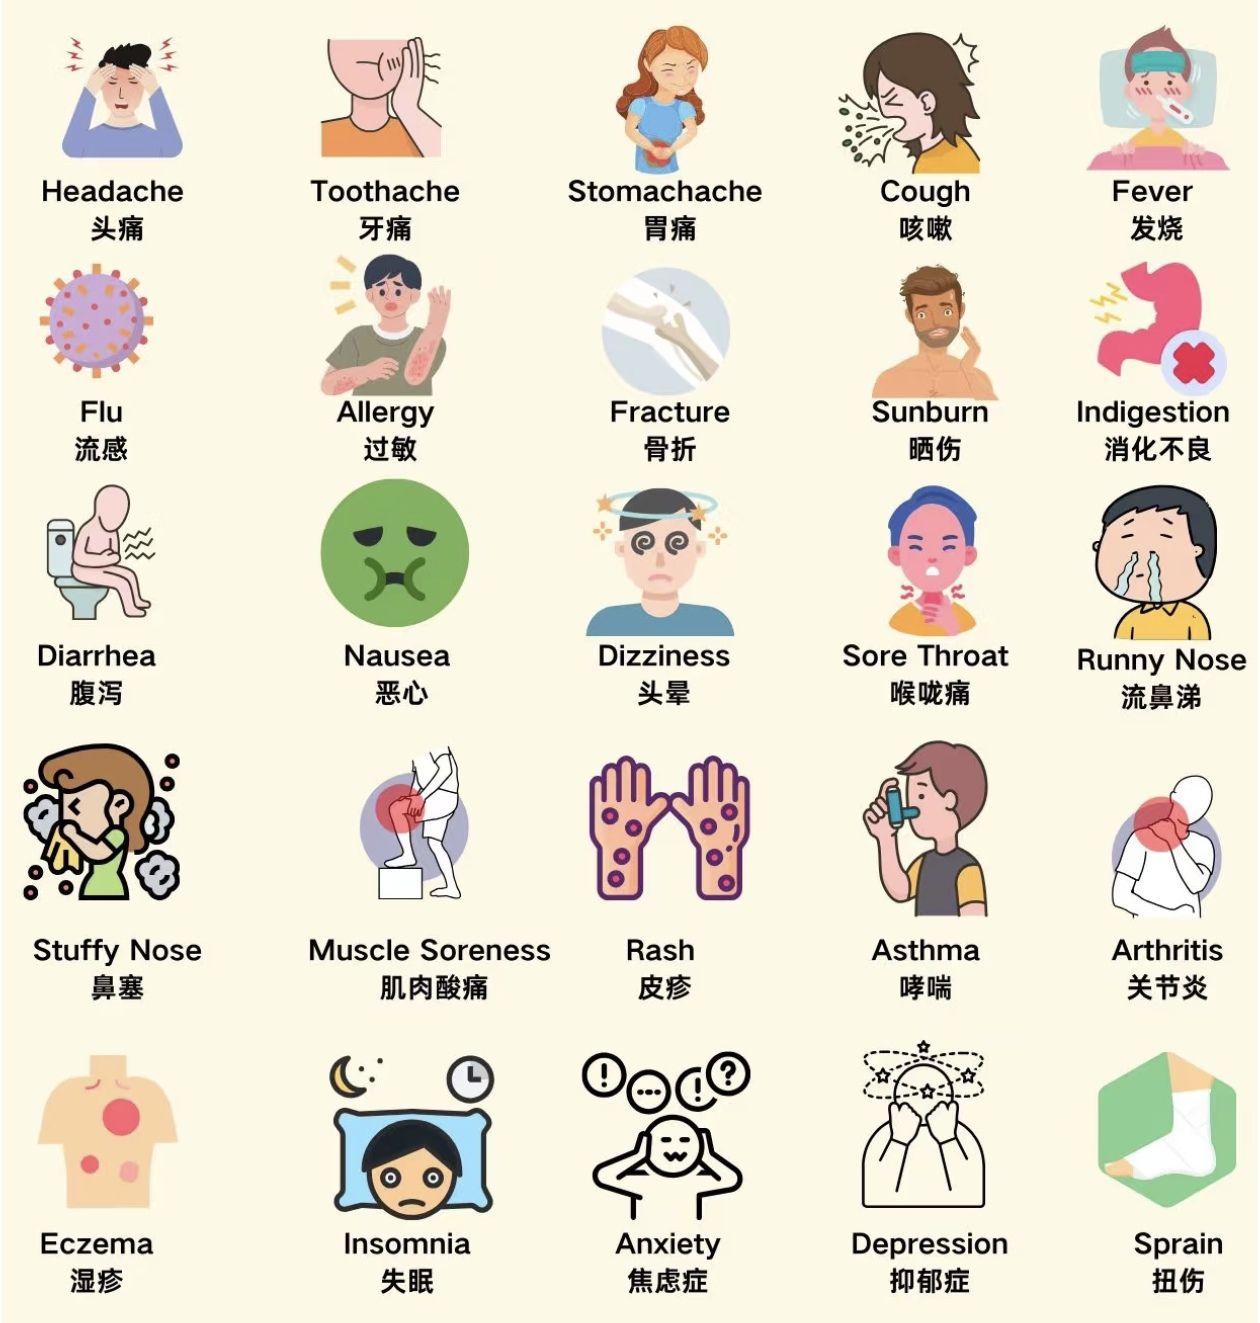 Headache
头痛
Toothache
牙痛
Stomachache
胃痛
Cough
咳嗽
Fever
发烧
Flu
流感
Allergy
过敏
Fracture
骨折
Sunburn
晒伤
Indigestion
消化不良
Diarrhea
腹泻
Nausea
恶心
Dizziness
头晕
Sore Throat
喉咙痛
Runny Nose
流鼻涕
Stuffy Nose
鼻塞
Muscle Soreness
肌肉酸痛
Rash
皮疹
Asthma
哮喘
Arthritis
关节炎
Eczema
湿疹
Insomnia
失眠
Anxiety
焦虑症
Depression
抑郁症
Sprain
扭伤